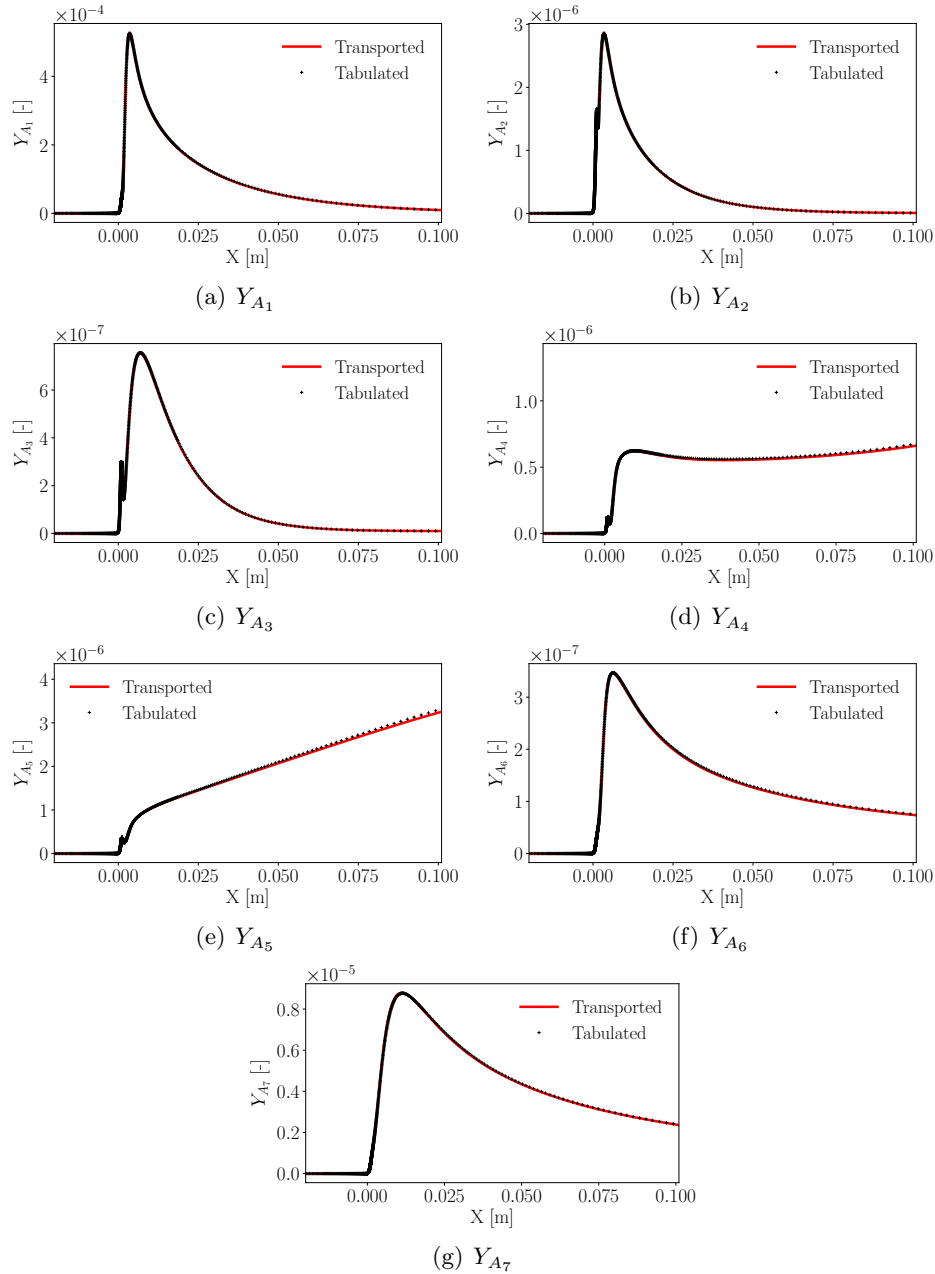 ×10⁻⁴
Y_{A_1} [-]
4
2
0
Transported
Tabulated
0.000 0.025 0.050 0.075 0.100
X [m]
(a) Y_{A_1}
×10⁻⁶
Y_{A_2} [-]
3
2
1
0
Transported
Tabulated
0.000 0.025 0.050 0.075 0.100
X [m]
(b) Y_{A_2}
×10⁻⁷
Y_{A_3} [-]
6
4
2
0
Transported
Tabulated
0.000 0.025 0.050 0.075 0.100
X [m]
(c) Y_{A_3}
×10⁻⁶
Y_{A_4} [-]
1.0
0.5
0.0
Transported
Tabulated
0.000 0.025 0.050 0.075 0.100
X [m]
(d) Y_{A_4}
×10⁻⁶
Y_{A_5} [-]
4
3
2
1
0
Transported
Tabulated
0.000 0.025 0.050 0.075 0.100
X [m]
(e) Y_{A_5}
×10⁻⁷
Y_{A_6} [-]
3
2
1
0
Transported
Tabulated
0.000 0.025 0.050 0.075 0.100
X [m]
(f) Y_{A_6}
×10⁻⁵
Y_{A_7} [-]
0.8
0.6
0.4
0.2
0.0
Transported
Tabulated
0.000 0.025 0.050 0.075 0.100
X [m]
(g) Y_{A_7}